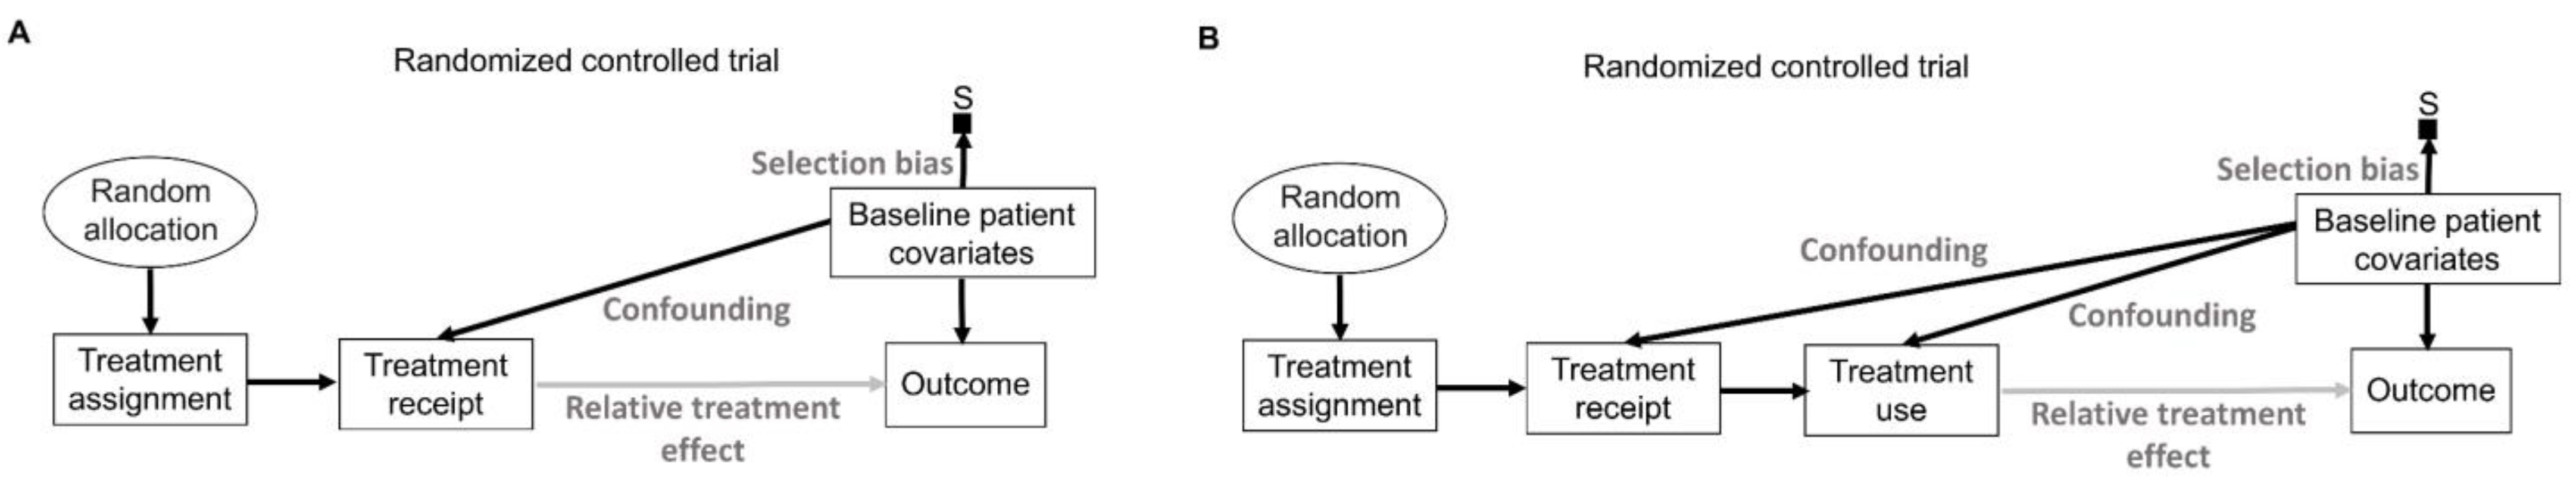 A
Randomized controlled trial
S
Selection bias
Random
allocation
Baseline patient
covariates
Confounding
Treatment
assignment
Treatment
receipt
Relative treatment
effect
Outcome
B
Randomized controlled trial
S
Selection bias
Random
allocation
Baseline patient
covariates
Confounding
Confounding
Treatment
assignment
Treatment
receipt
Treatment
use
Relative treatment
effect
Outcome